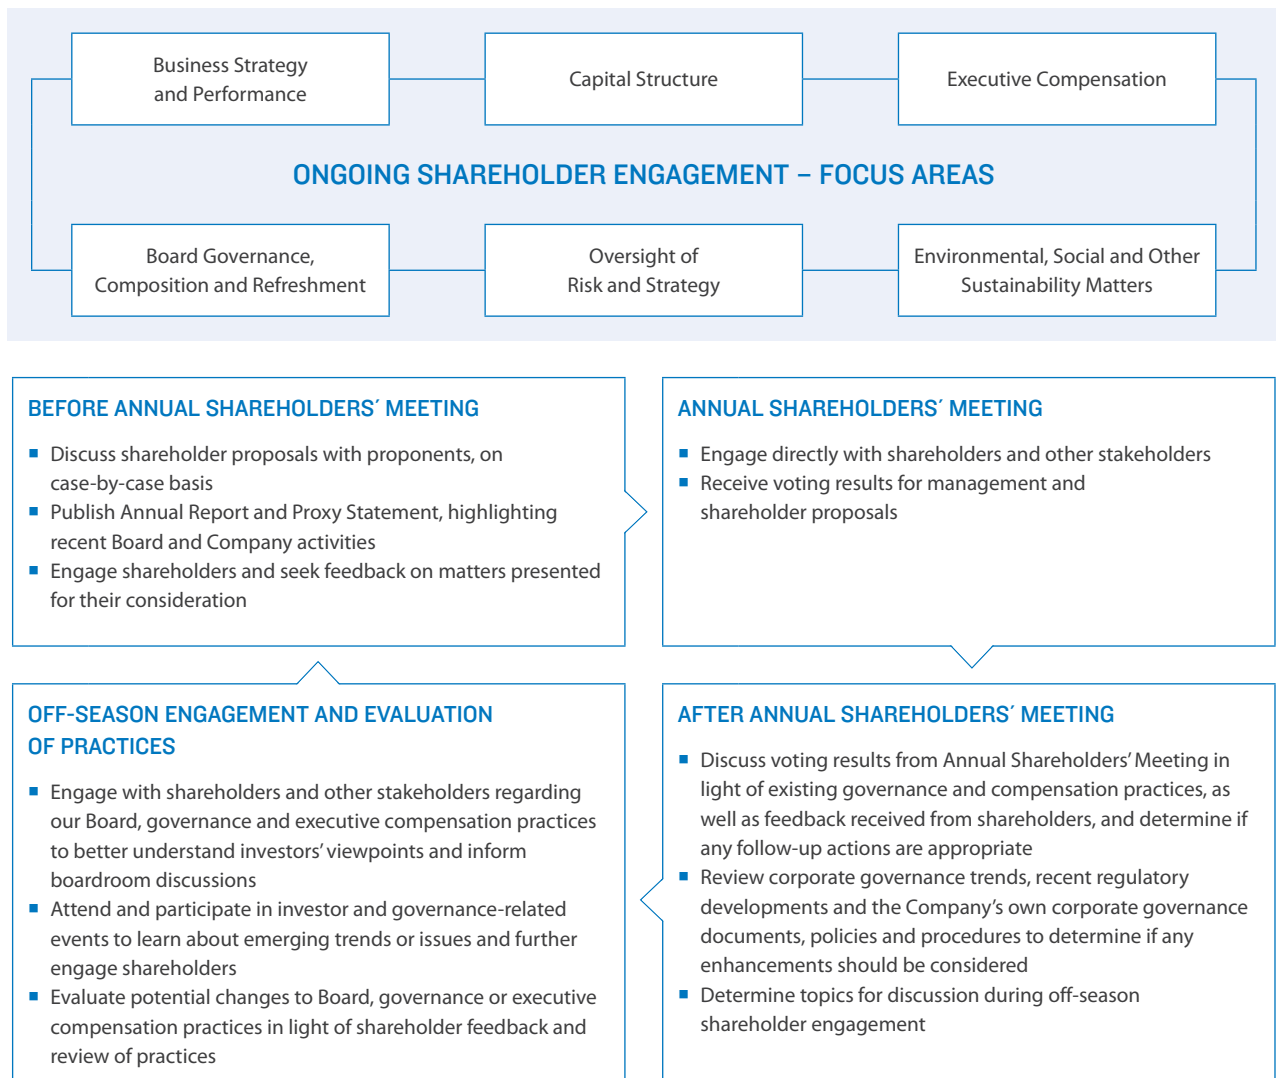 Business Strategy
and Performance
Capital Structure
Executive Compensation
ONGOING SHAREHOLDER ENGAGEMENT – FOCUS AREAS
Board Governance,
Composition and Refreshment
Oversight of
Risk and Strategy
Environmental, Social and Other
Sustainability Matters
BEFORE ANNUAL SHAREHOLDERS´ MEETING
▪ Discuss shareholder proposals with proponents, on
case-by-case basis
▪ Publish Annual Report and Proxy Statement, highlighting
recent Board and Company activities
▪ Engage shareholders and seek feedback on matters presented
for their consideration
ANNUAL SHAREHOLDERS´ MEETING
▪ Engage directly with shareholders and other stakeholders
▪ Receive voting results for management and
shareholder proposals
OFF-SEASON ENGAGEMENT AND EVALUATION
OF PRACTICES
▪ Engage with shareholders and other stakeholders regarding
our Board, governance and executive compensation practices
to better understand investors’ viewpoints and inform
boardroom discussions
▪ Attend and participate in investor and governance-related
events to learn about emerging trends or issues and further
engage shareholders
▪ Evaluate potential changes to Board, governance or executive
compensation practices in light of shareholder feedback and
review of practices
AFTER ANNUAL SHAREHOLDERS´ MEETING
▪ Discuss voting results from Annual Shareholders’ Meeting in
light of existing governance and compensation practices, as
well as feedback received from shareholders, and determine if
any follow-up actions are appropriate
▪ Review corporate governance trends, recent regulatory
developments and the Company’s own corporate governance
documents, policies and procedures to determine if any
enhancements should be considered
▪ Determine topics for discussion during off-season
shareholder engagement